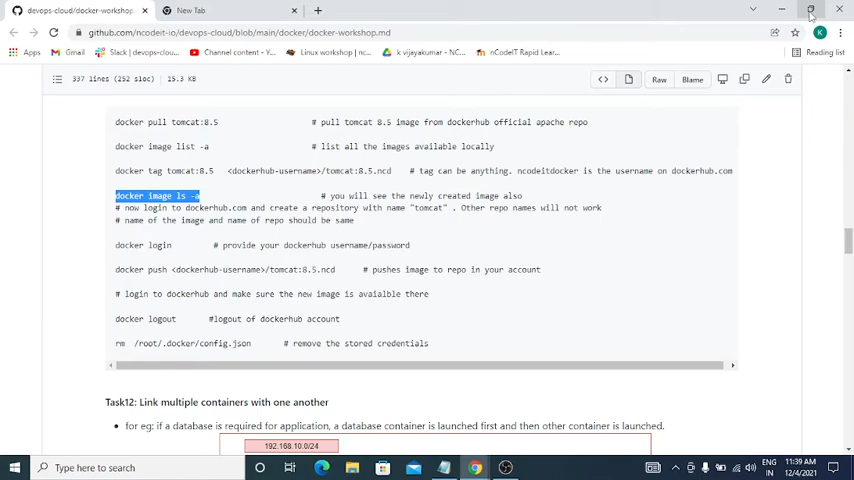 devops-cloud/docker-workshop
New Tab
github.com/ncodeit-io/devops-cloud/blob/main/docker/docker-workshop.md
K
Apps
Gmail
Slack | devops-clou...
Google Content
Linux workshop | nc...
k vijayakumar - NC...
nCodeIT Rapid Lear...
Reading list
337 lines (252 sloc) 15.3 KB
Raw
Blame
docker pull tomcat:8.5 # pull tomcat 8.5 image from dockerhub official apache repo
docker image list -a # list all the images available locally
docker tag tomcat:8.5 <dockerhub-username>/tomcat:8.5.ncd # tag can be anything. ncodeitdocker is the username on dockerhub.com
docker image ls -a # you will see the newly created image also
# now login to dockerhub.com and create a repository with name "tomcat" . Other repo names will not work
# name of the image and name of repo should be same
docker login # provide your dockerhub username/password
docker push <dockerhub-username>/tomcat:8.5.ncd # pushes image to repo in your account
# login to dockerhub and make sure the new image is avaialble there
docker logout #logout of dockerhub account
rm /root/.docker/config.json # remove the stored credentials
Task12: Link multiple containers with one another
for eg: if a database is required for application, a database container is launched first and then other container is launched.
192.168.10.0/24
Type here to search
ENG
IN
11:39 AM
12/4/2021